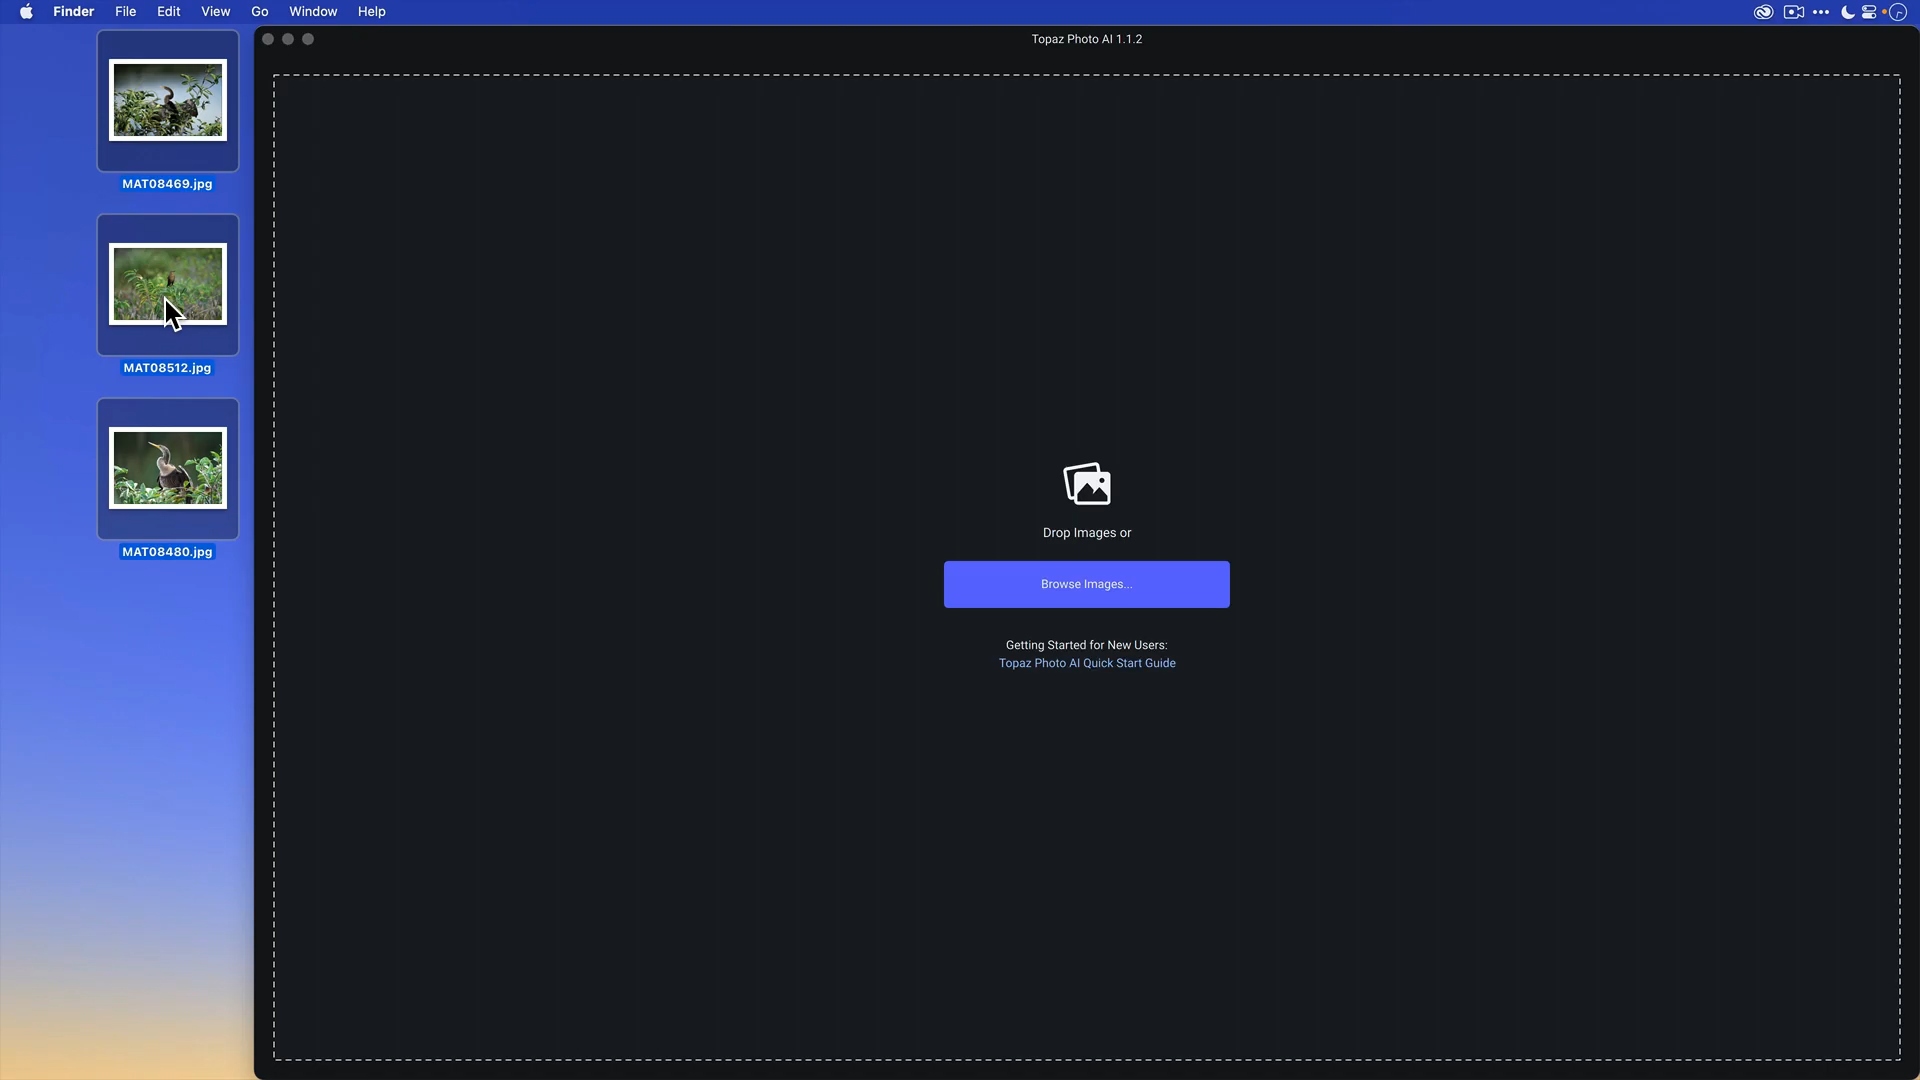 Finder File Edit View Go Window Help
Topaz Photo AI 1.1.2
MAT08469.jpg
MAT08512.jpg
MAT08480.jpg
Drop Images or
Browse Images...
Getting Started for New Users:
Topaz Photo AI Quick Start Guide